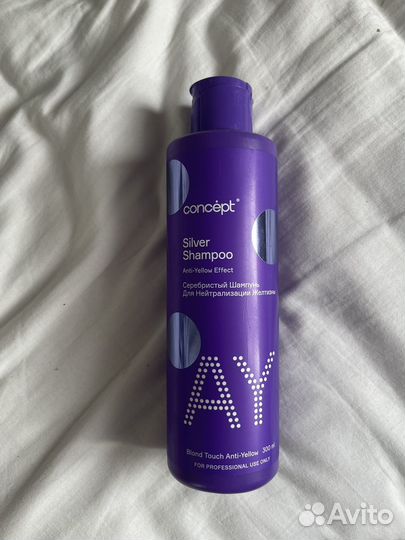 concépt®
Silver
Shampoo
Anti-Yellow Effect
Серебристый Шампунь
Для Нейтрализации Желтизны
AY
Blond Touch Anti-Yellow 300 ml
FOR PROFESSIONAL USE ONLY
Avito